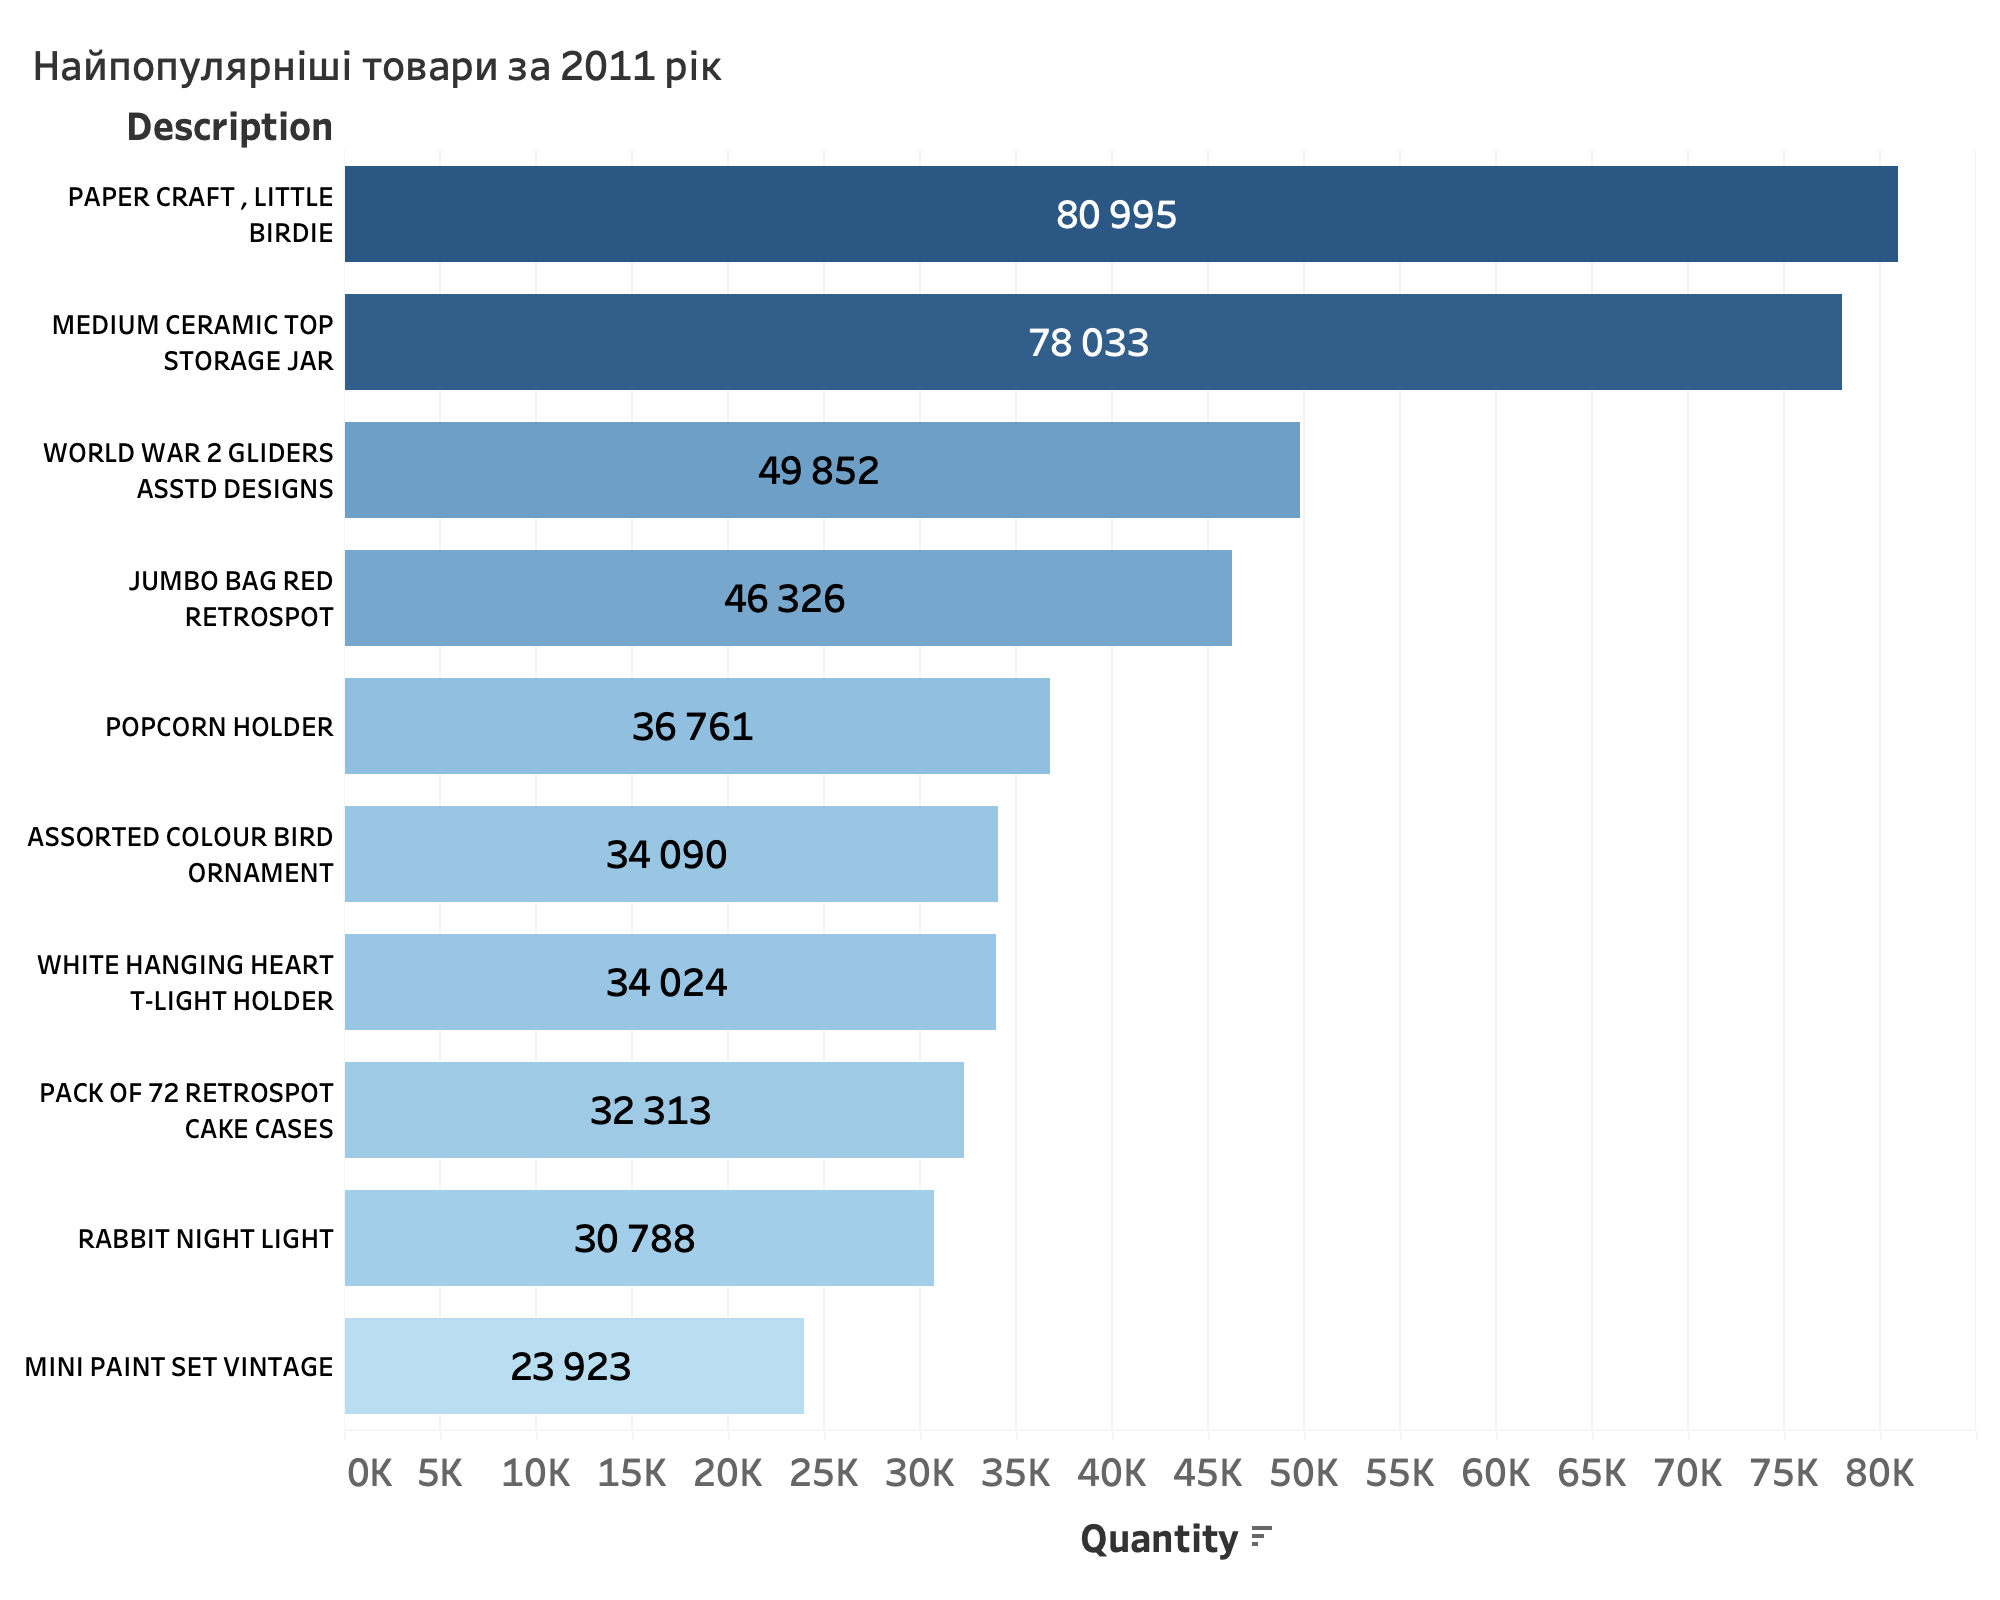 Найпопулярніші товари за 2011 рік
Description
PAPER CRAFT , LITTLE
BIRDIE
80 995
MEDIUM CERAMIC TOP
STORAGE JAR
78 033
WORLD WAR 2 GLIDERS
ASSTD DESIGNS
49 852
JUMBO BAG RED
RETROSPOT
46 326
POPCORN HOLDER
36 761
ASSORTED COLOUR BIRD
ORNAMENT
34 090
WHITE HANGING HEART
T-LIGHT HOLDER
34 024
PACK OF 72 RETROSPOT
CAKE CASES
32 313
RABBIT NIGHT LIGHT
30 788
MINI PAINT SET VINTAGE
23 923
0K 5K 10K 15K 20K 25K 30K 35K 40K 45K 50K 55K 60K 65K 70K 75K 80K
Quantity